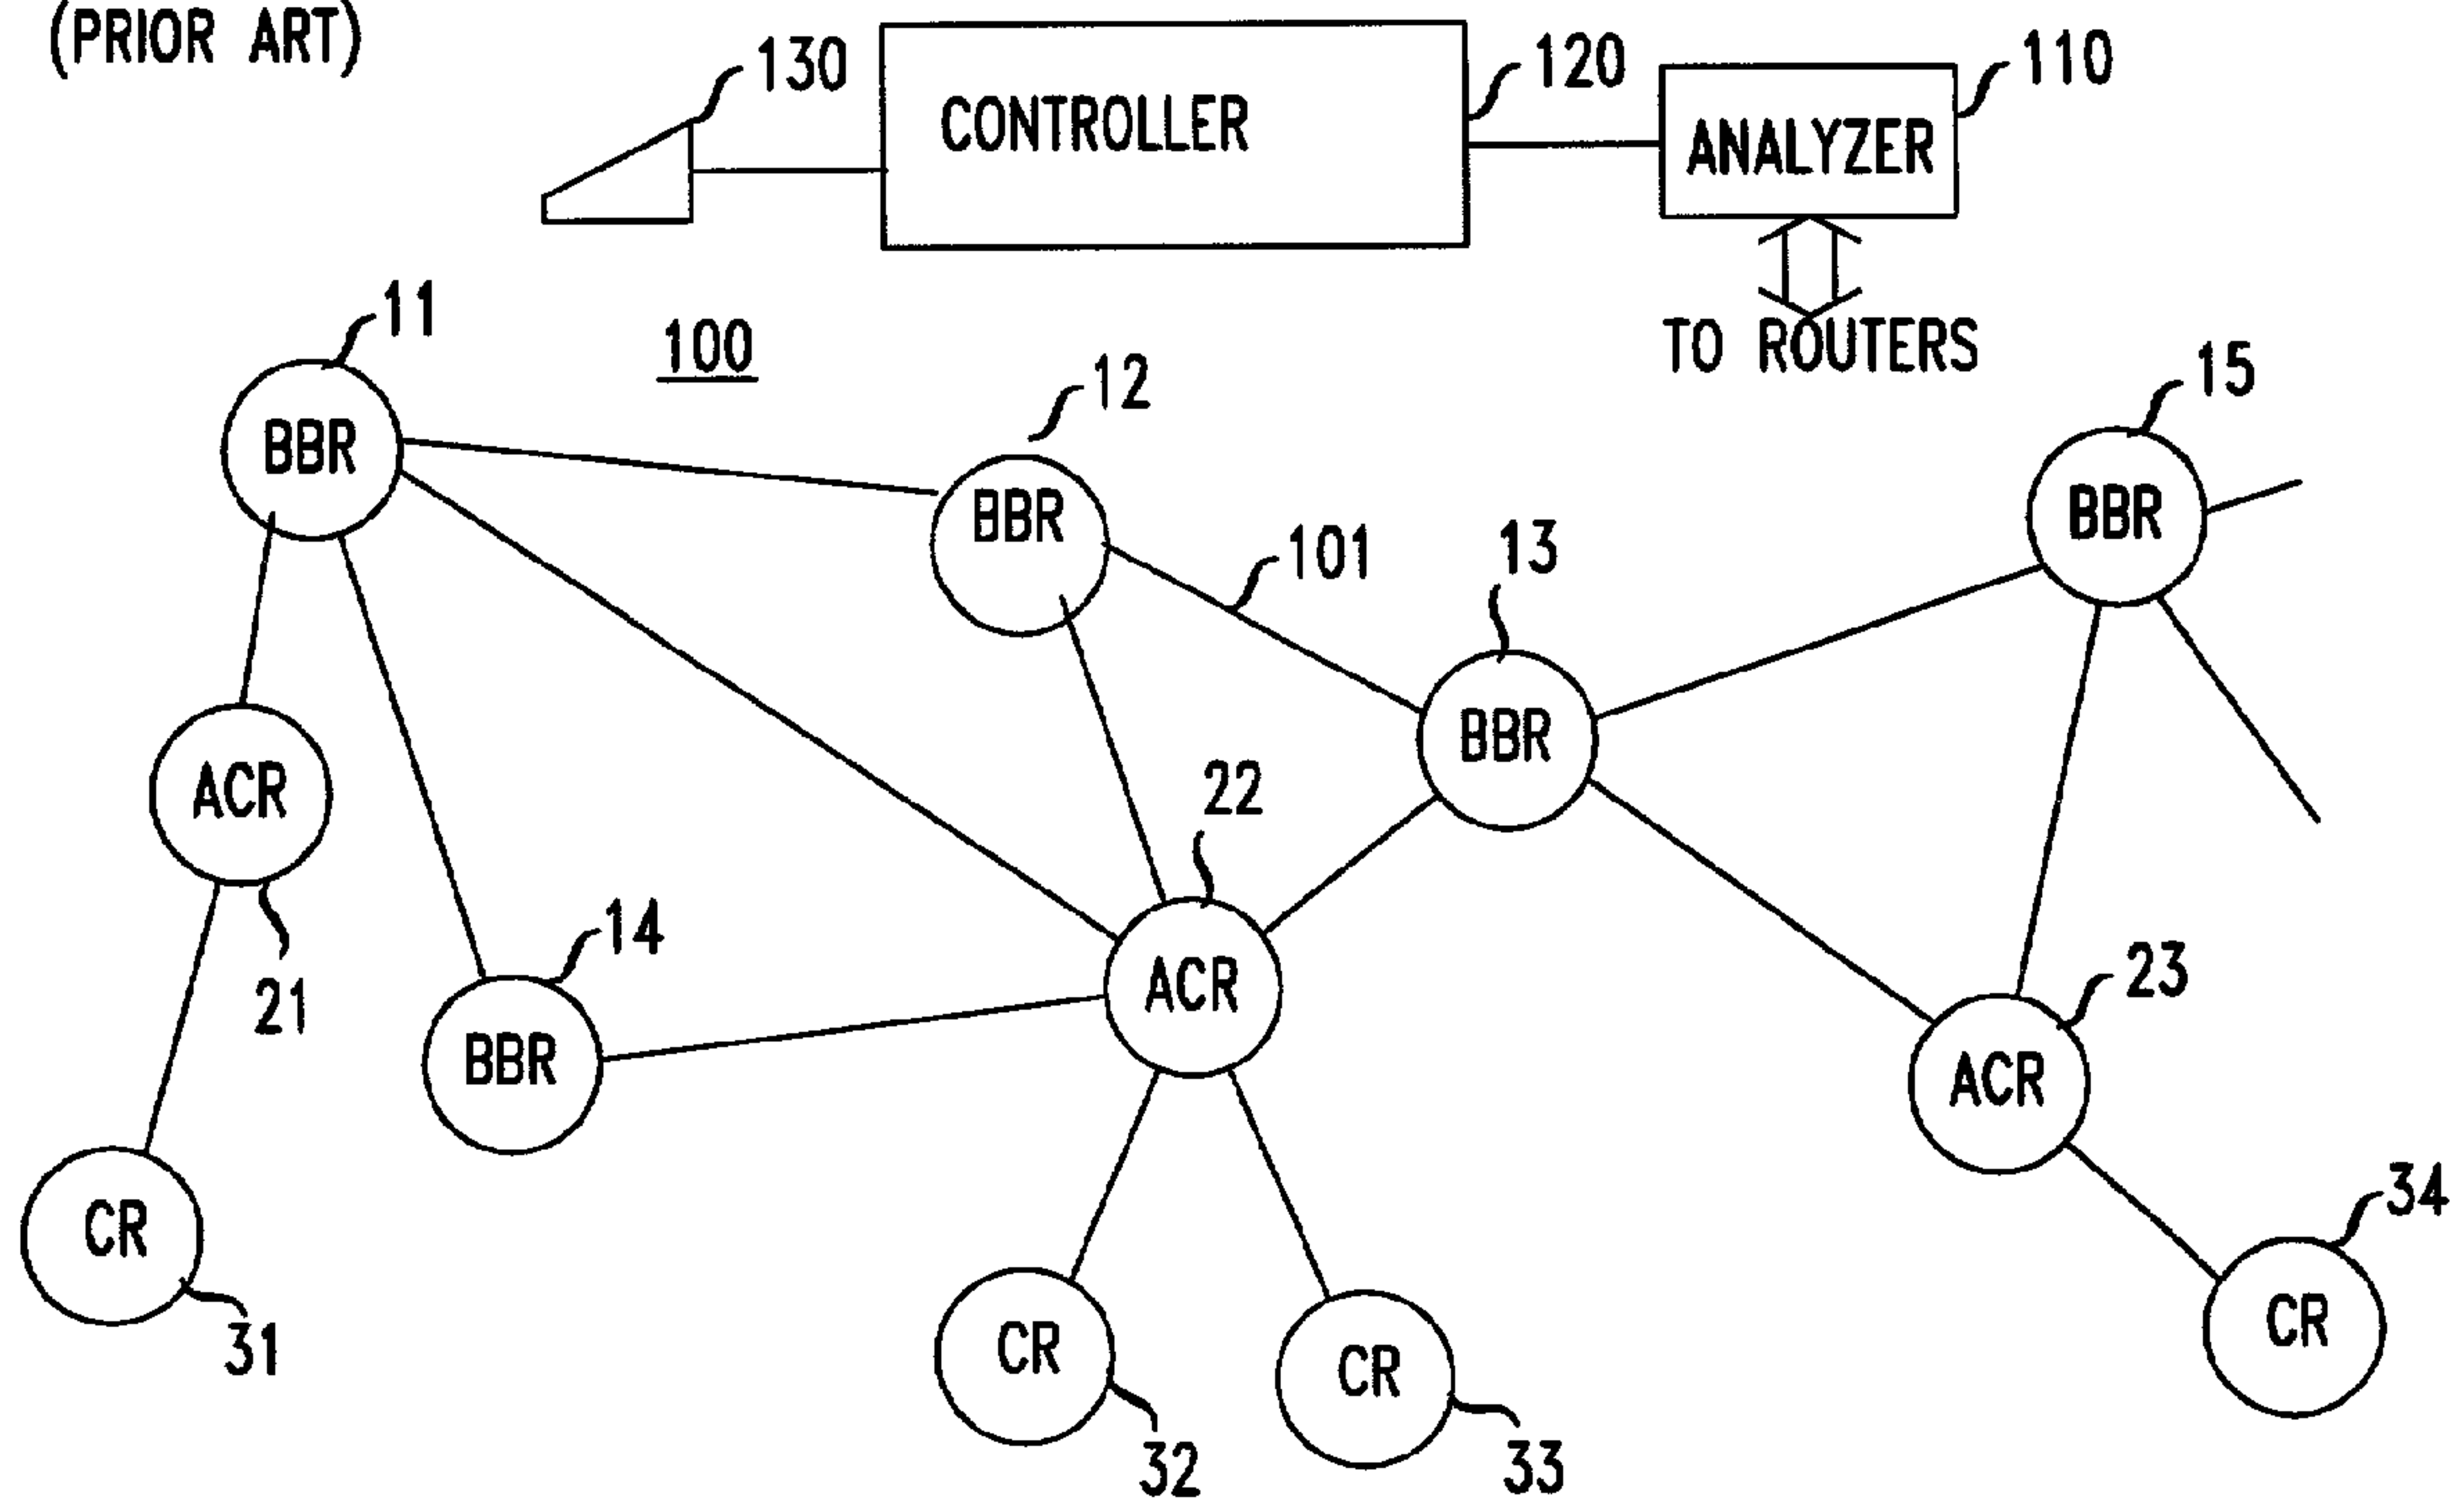 (PRIOR ART)
130
CONTROLLER
120
ANALYZER
110
TO ROUTERS
100
11
BBR
12
BBR
15
BBR
101
13
BBR
ACR
21
22
ACR
14
BBR
23
ACR
CR
31
CR
32
CR
33
34
CR